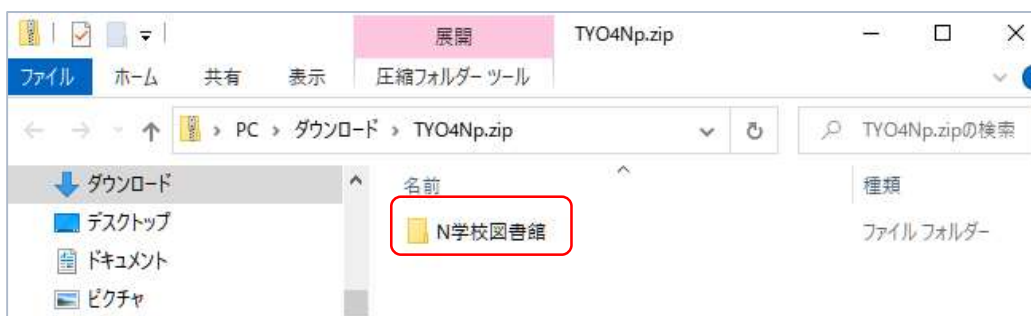 展開 TYO4Np.zip
ファイル ホーム 共有 表示 圧縮フォルダー ツール
PC ダウンロード TYO4Np.zip TYO4Np.zipの検索
ダウンロード 名前 種類
デスクトップ N学校図書館 ファイル フォルダー
ドキュメント
ピクチャ